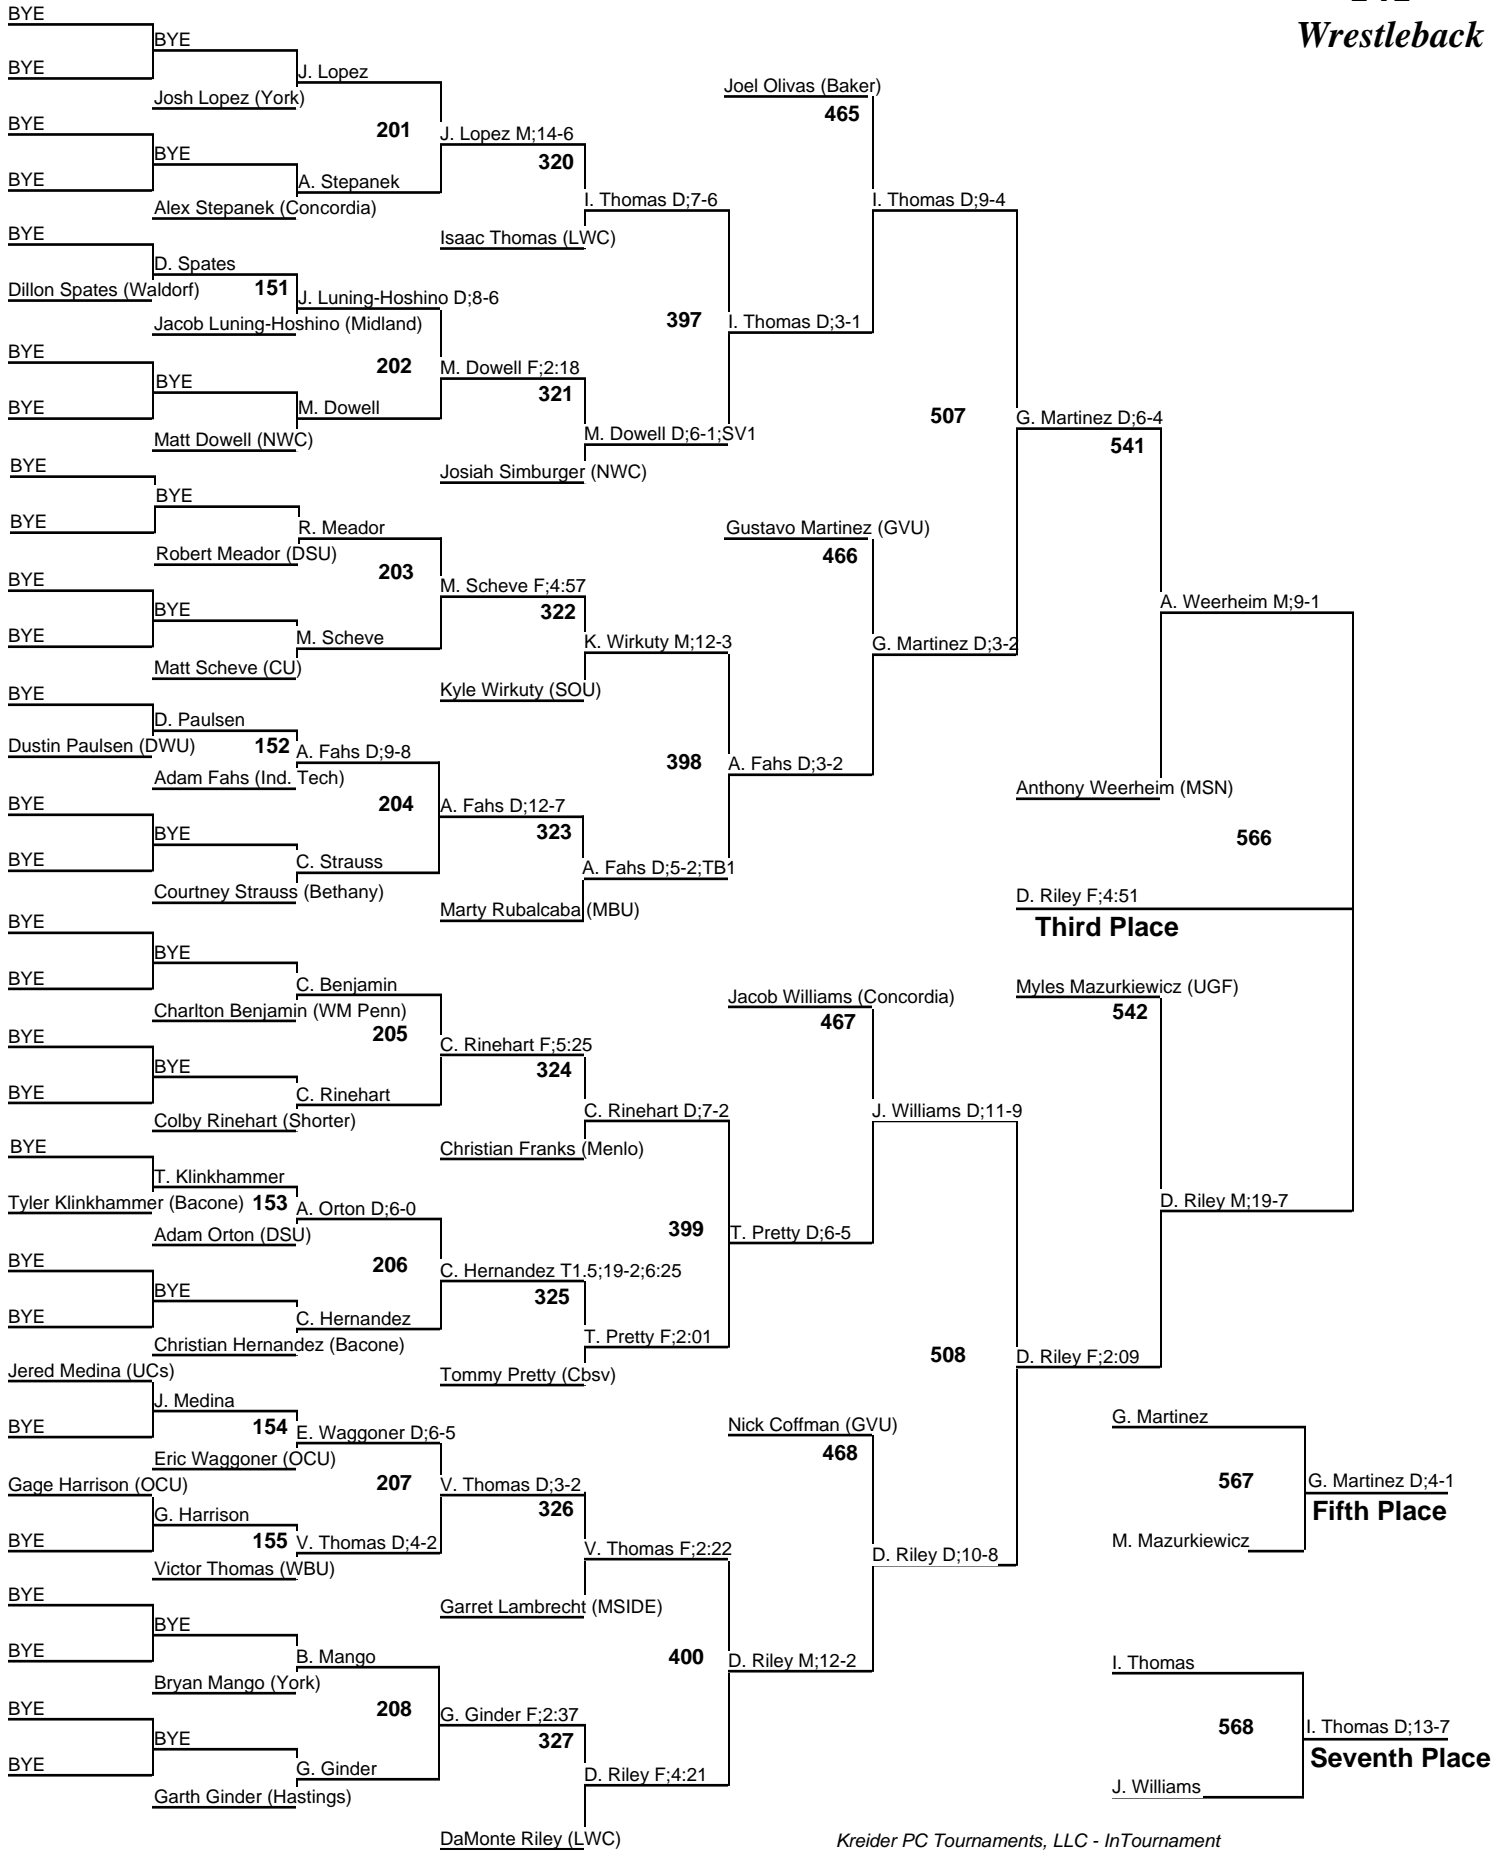 Wrestleback
BYE
BYE
BYE
J. Lopez
BYE
Josh Lopez (York)
Joel Olivas (Baker)
465
BYE
201
J. Lopez M;14-6
320
BYE
BYE
A. Stepanek
Alex Stepanek (Concordia)
I. Thomas D;7-6
I. Thomas D;9-4
BYE
Isaac Thomas (LWC)
D. Spates
Dillon Spates (Waldorf)
151
J. Luning-Hoshino D;8-6
Jacob Luning-Hoshino (Midland)
397
I. Thomas D;3-1
BYE
202
M. Dowell F;2:18
321
BYE
BYE
M. Dowell
507
G. Martinez D;6-4
541
Matt Dowell (NWC)
M. Dowell D;6-1;SV1
BYE
Josiah Simburger (NWC)
BYE
BYE
R. Meador
Gustavo Martinez (GVU)
466
Robert Meador (DSU)
203
BYE
M. Scheve F;4:57
322
BYE
A. Weerheim M;9-1
BYE
M. Scheve
K. Wirkuty M;12-3
G. Martinez D;3-2
Matt Scheve (CU)
BYE
Kyle Wirkuty (SOU)
D. Paulsen
Dustin Paulsen (DWU)
152
A. Fahs D;9-8
398
A. Fahs D;3-2
Adam Fahs (Ind. Tech)
Anthony Weerheim (MSN)
BYE
204
A. Fahs D;12-7
323
566
BYE
BYE
C. Strauss
A. Fahs D;5-2;TB1
Courtney Strauss (Bethany)
D. Riley F;4:51
Third Place
BYE
Marty Rubalcaba (MBU)
BYE
BYE
C. Benjamin
Jacob Williams (Concordia)
467
Myles Mazurkiewicz (UGF)
542
Charlton Benjamin (WM Penn)
205
BYE
C. Rinehart F;5:25
324
BYE
BYE
C. Rinehart
C. Rinehart D;7-2
J. Williams D;11-9
Colby Rinehart (Shorter)
BYE
Christian Franks (Menlo)
T. Klinkhammer
Tyler Klinkhammer (Bacone)
153
A. Orton D;6-0
D. Riley M;19-7
Adam Orton (DSU)
399
T. Pretty D;6-5
BYE
206
C. Hernandez T1.5;19-2;6:25
325
BYE
BYE
C. Hernandez
T. Pretty F;2:01
Christian Hernandez (Bacone)
508
D. Riley F;2:09
Jered Medina (UCs)
Tommy Pretty (Cbsv)
J. Medina
BYE
154
E. Waggoner D;6-5
Nick Coffman (GVU)
468
G. Martinez
Eric Waggoner (OCU)
Gage Harrison (OCU)
207
V. Thomas D;3-2
326
567
G. Martinez D;4-1
Fifth Place
G. Harrison
BYE
155
V. Thomas D;4-2
V. Thomas F;2:22
D. Riley D;10-8
M. Mazurkiewicz
Victor Thomas (WBU)
BYE
Garret Lambrecht (MSIDE)
BYE
BYE
B. Mango
400
D. Riley M;12-2
I. Thomas
Bryan Mango (York)
BYE
208
G. Ginder F;2:37
327
568
I. Thomas D;13-7
Seventh Place
BYE
BYE
G. Ginder
D. Riley F;4:21
J. Williams
Garth Ginder (Hastings)
DaMonte Riley (LWC)
Kreider PC Tournaments, LLC - InTournament